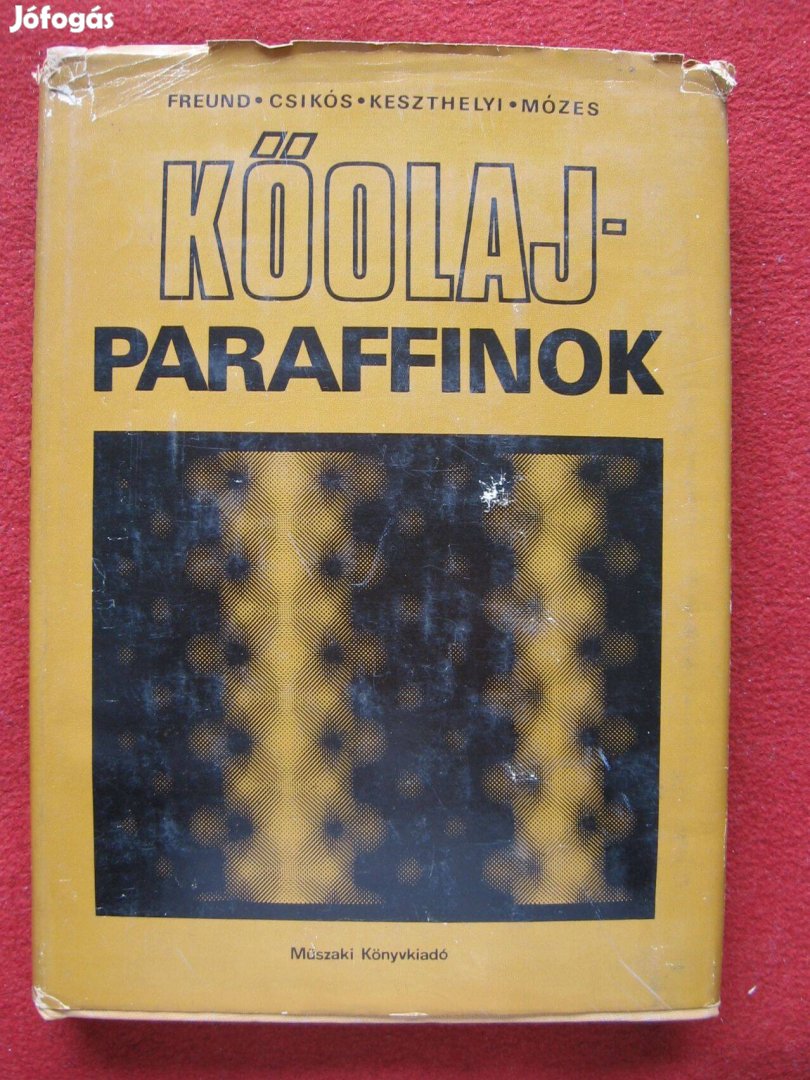 Jófogás
FREUND • CSIKÓS • KESZTHELYI • MÓZES
KŐOLAJ-
PARAFFINOK
Műszaki Könyvkiadó